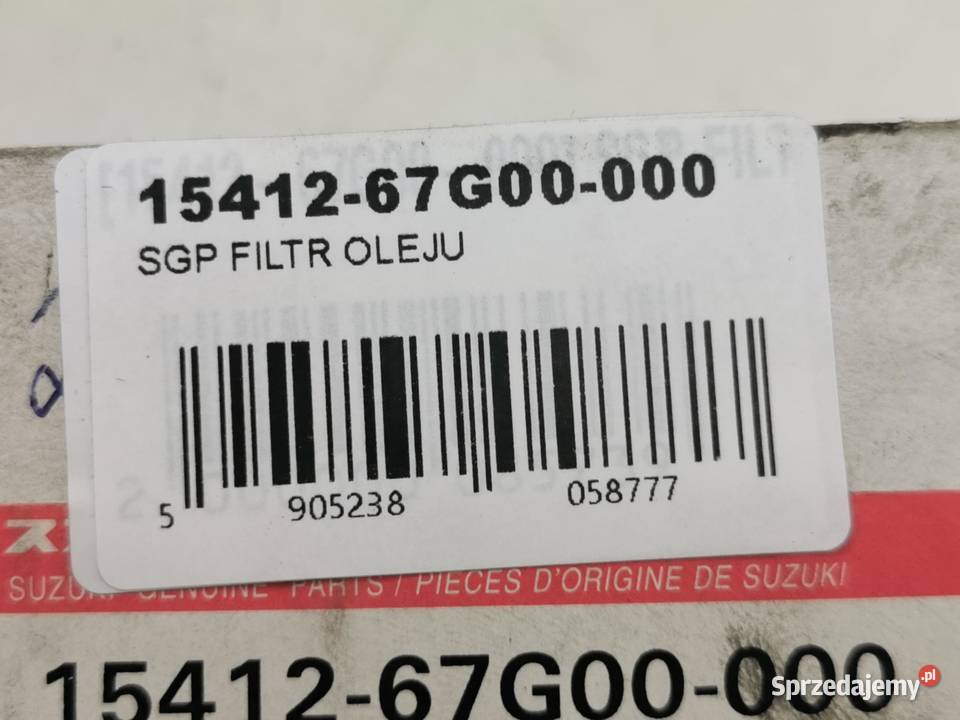 15412-67G00-000
SGP FILTR OLEJU
5 905238 058777
SUZUKI GENUINE PARTS / PIECES D'ORIGINE DE SUZUKI
15412-67G00-000
Sprzedajemy.pl